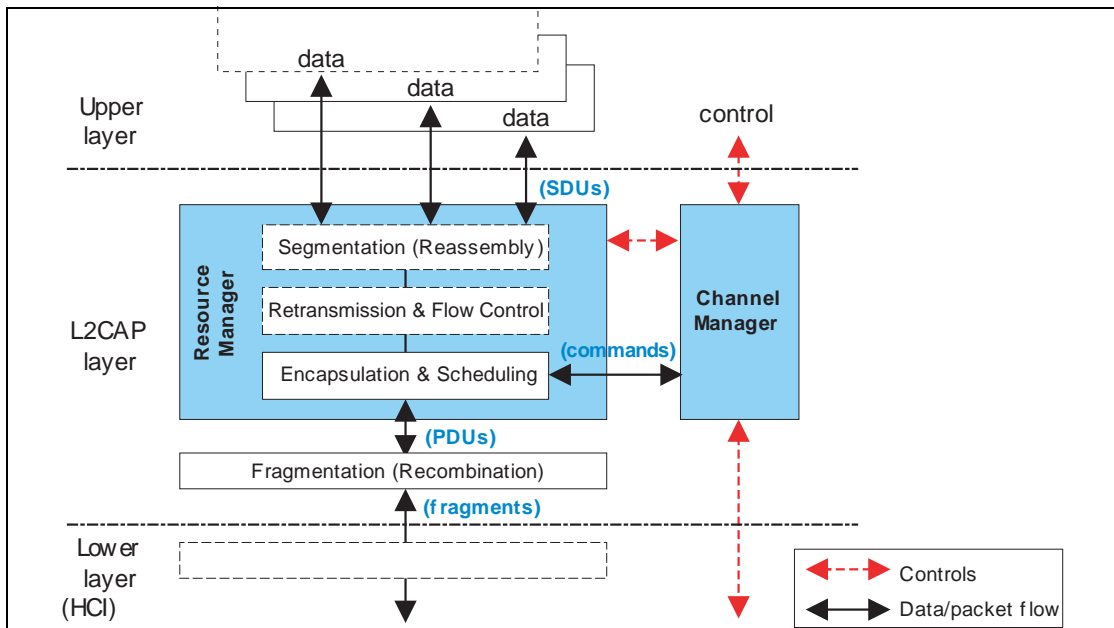 data
data
data
Upper
layer
control
(SDUs)
Segmentation (Reassembly)
Retransmission & Flow Control
Encapsulation & Scheduling
Resource
Manager
Channel
Manager
L2CAP
layer
(commands)
(PDUs)
Fragmentation (Recombination)
(fragments)
Lower
layer
(HCI)
Controls
Data/packet flow